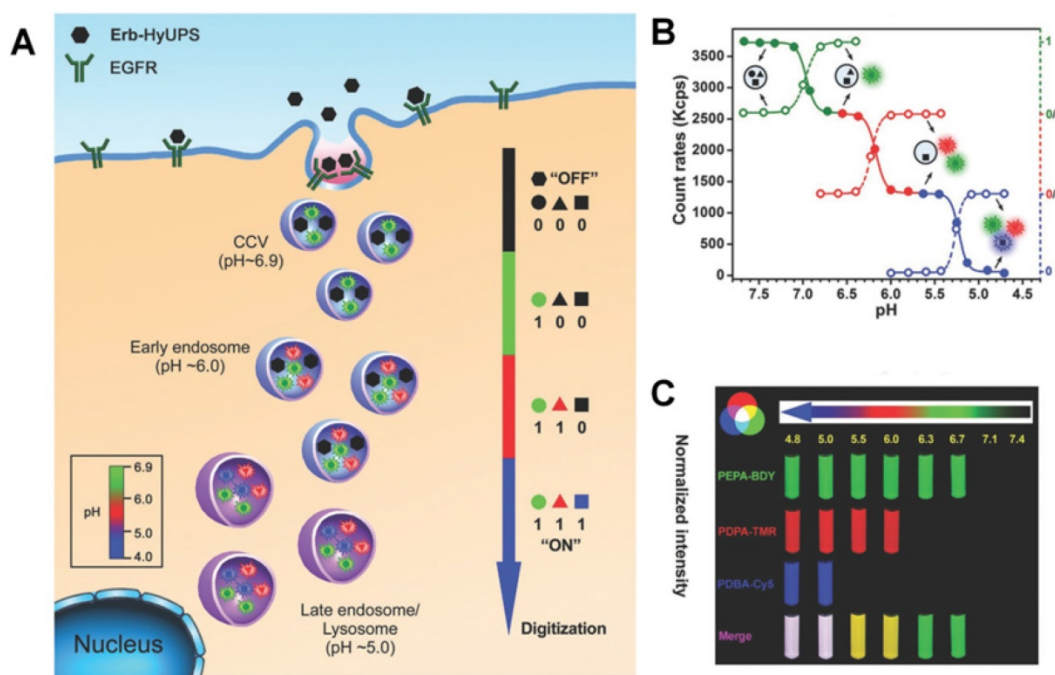 A
Erb-HyUPS
EGFR
"OFF"
0 0 0
CCV
(pH~6.9)
1 0 0
Early endosome
(pH ~6.0)
1 1 0
6.9
6.0
5.0
4.0
pH
1 1 1
"ON"
Late endosome/
Lysosome
(pH ~5.0)
Digitization
Nucleus
B
Count rates (Kcps)
3500
3000
2500
2000
1500
1000
500
0
7.5 7.0 6.5 6.0 5.5 5.0 4.5
pH
1
0/
0/
0
C
Normalized intensity
4.8 5.0 5.5 6.0 6.3 6.7 7.1 7.4
PEPA-BDY
PDPA-TMR
PDBA-Cy5
Merge